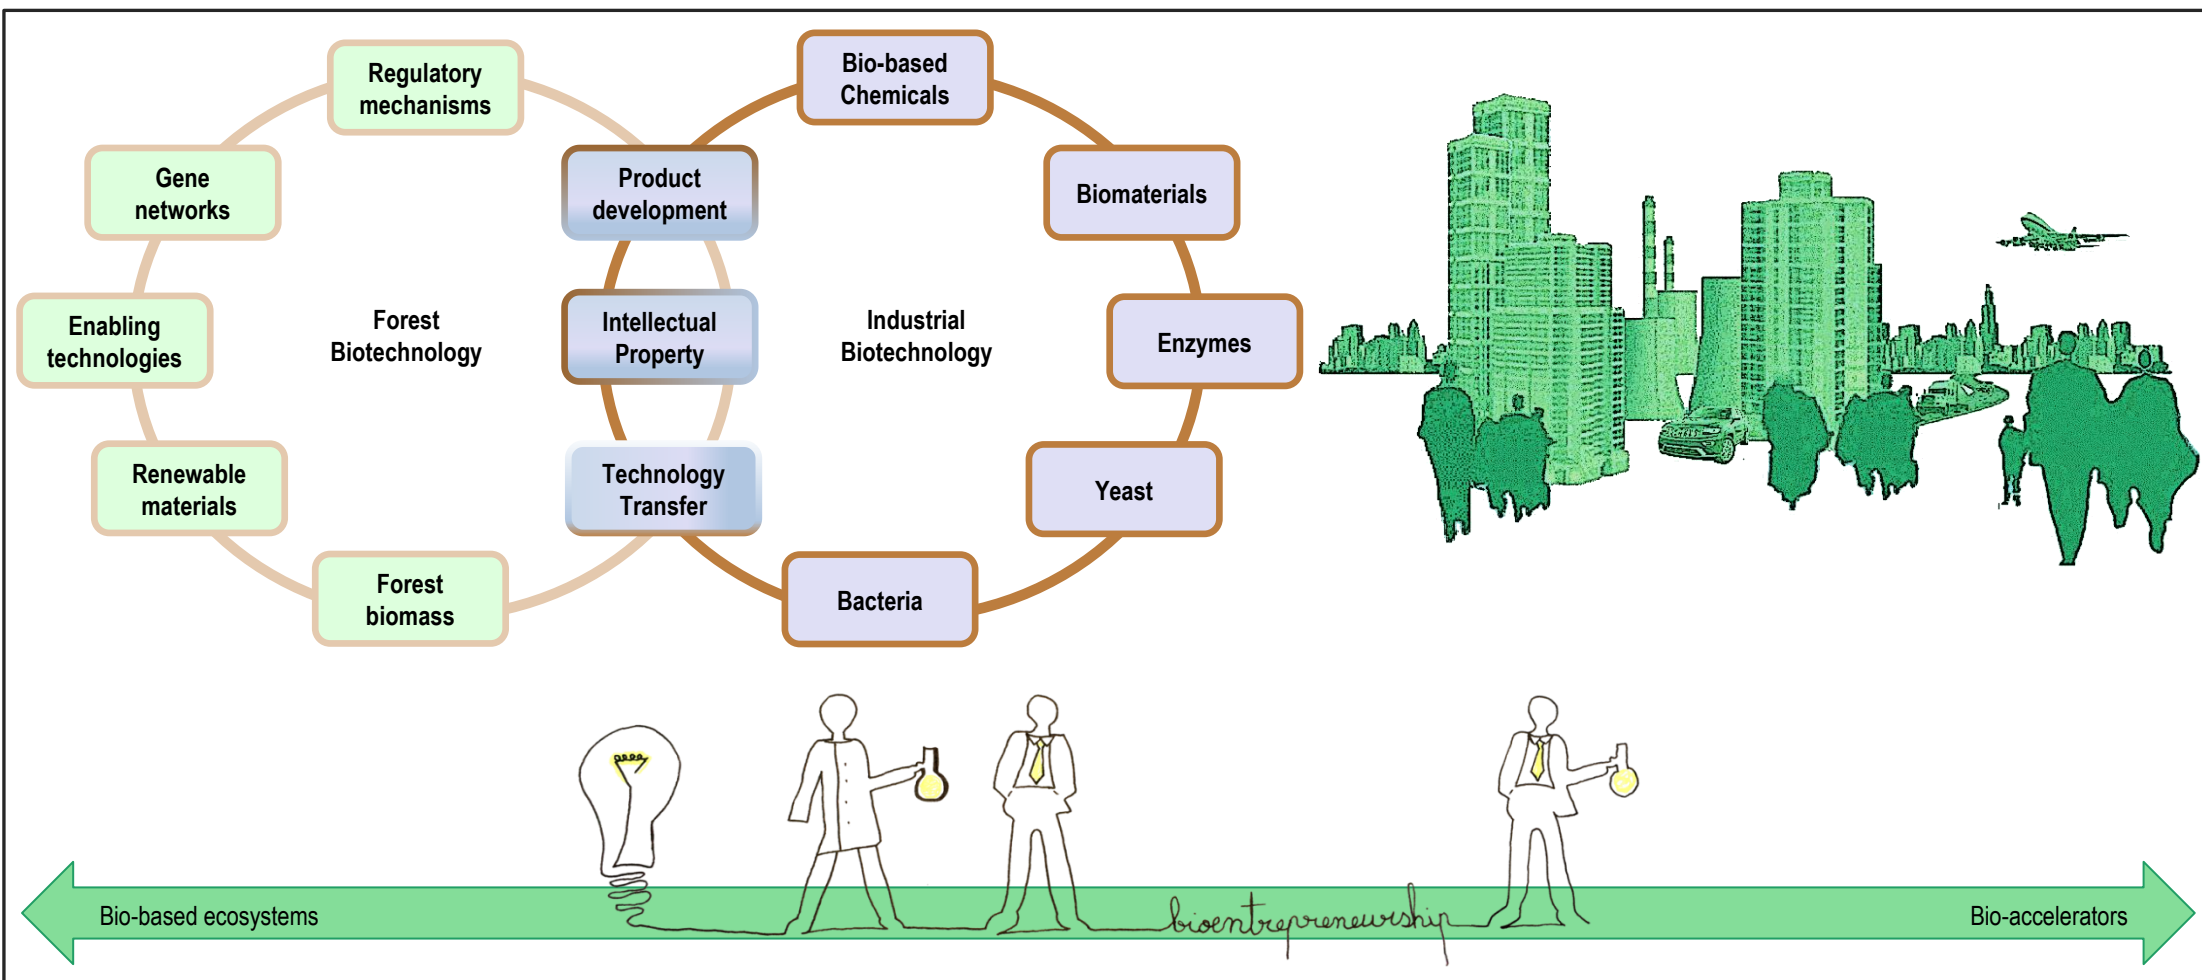 Regulatory
mechanisms
Bio-based
Chemicals
Gene
networks
Product
development
Biomaterials
Enabling
technologies
Forest
Biotechnology
Intellectual
Property
Industrial
Biotechnology
Enzymes
Renewable
materials
Technology
Transfer
Yeast
Forest
biomass
Bacteria
Bio-based ecosystems
bioentrepreneurship
Bio-accelerators